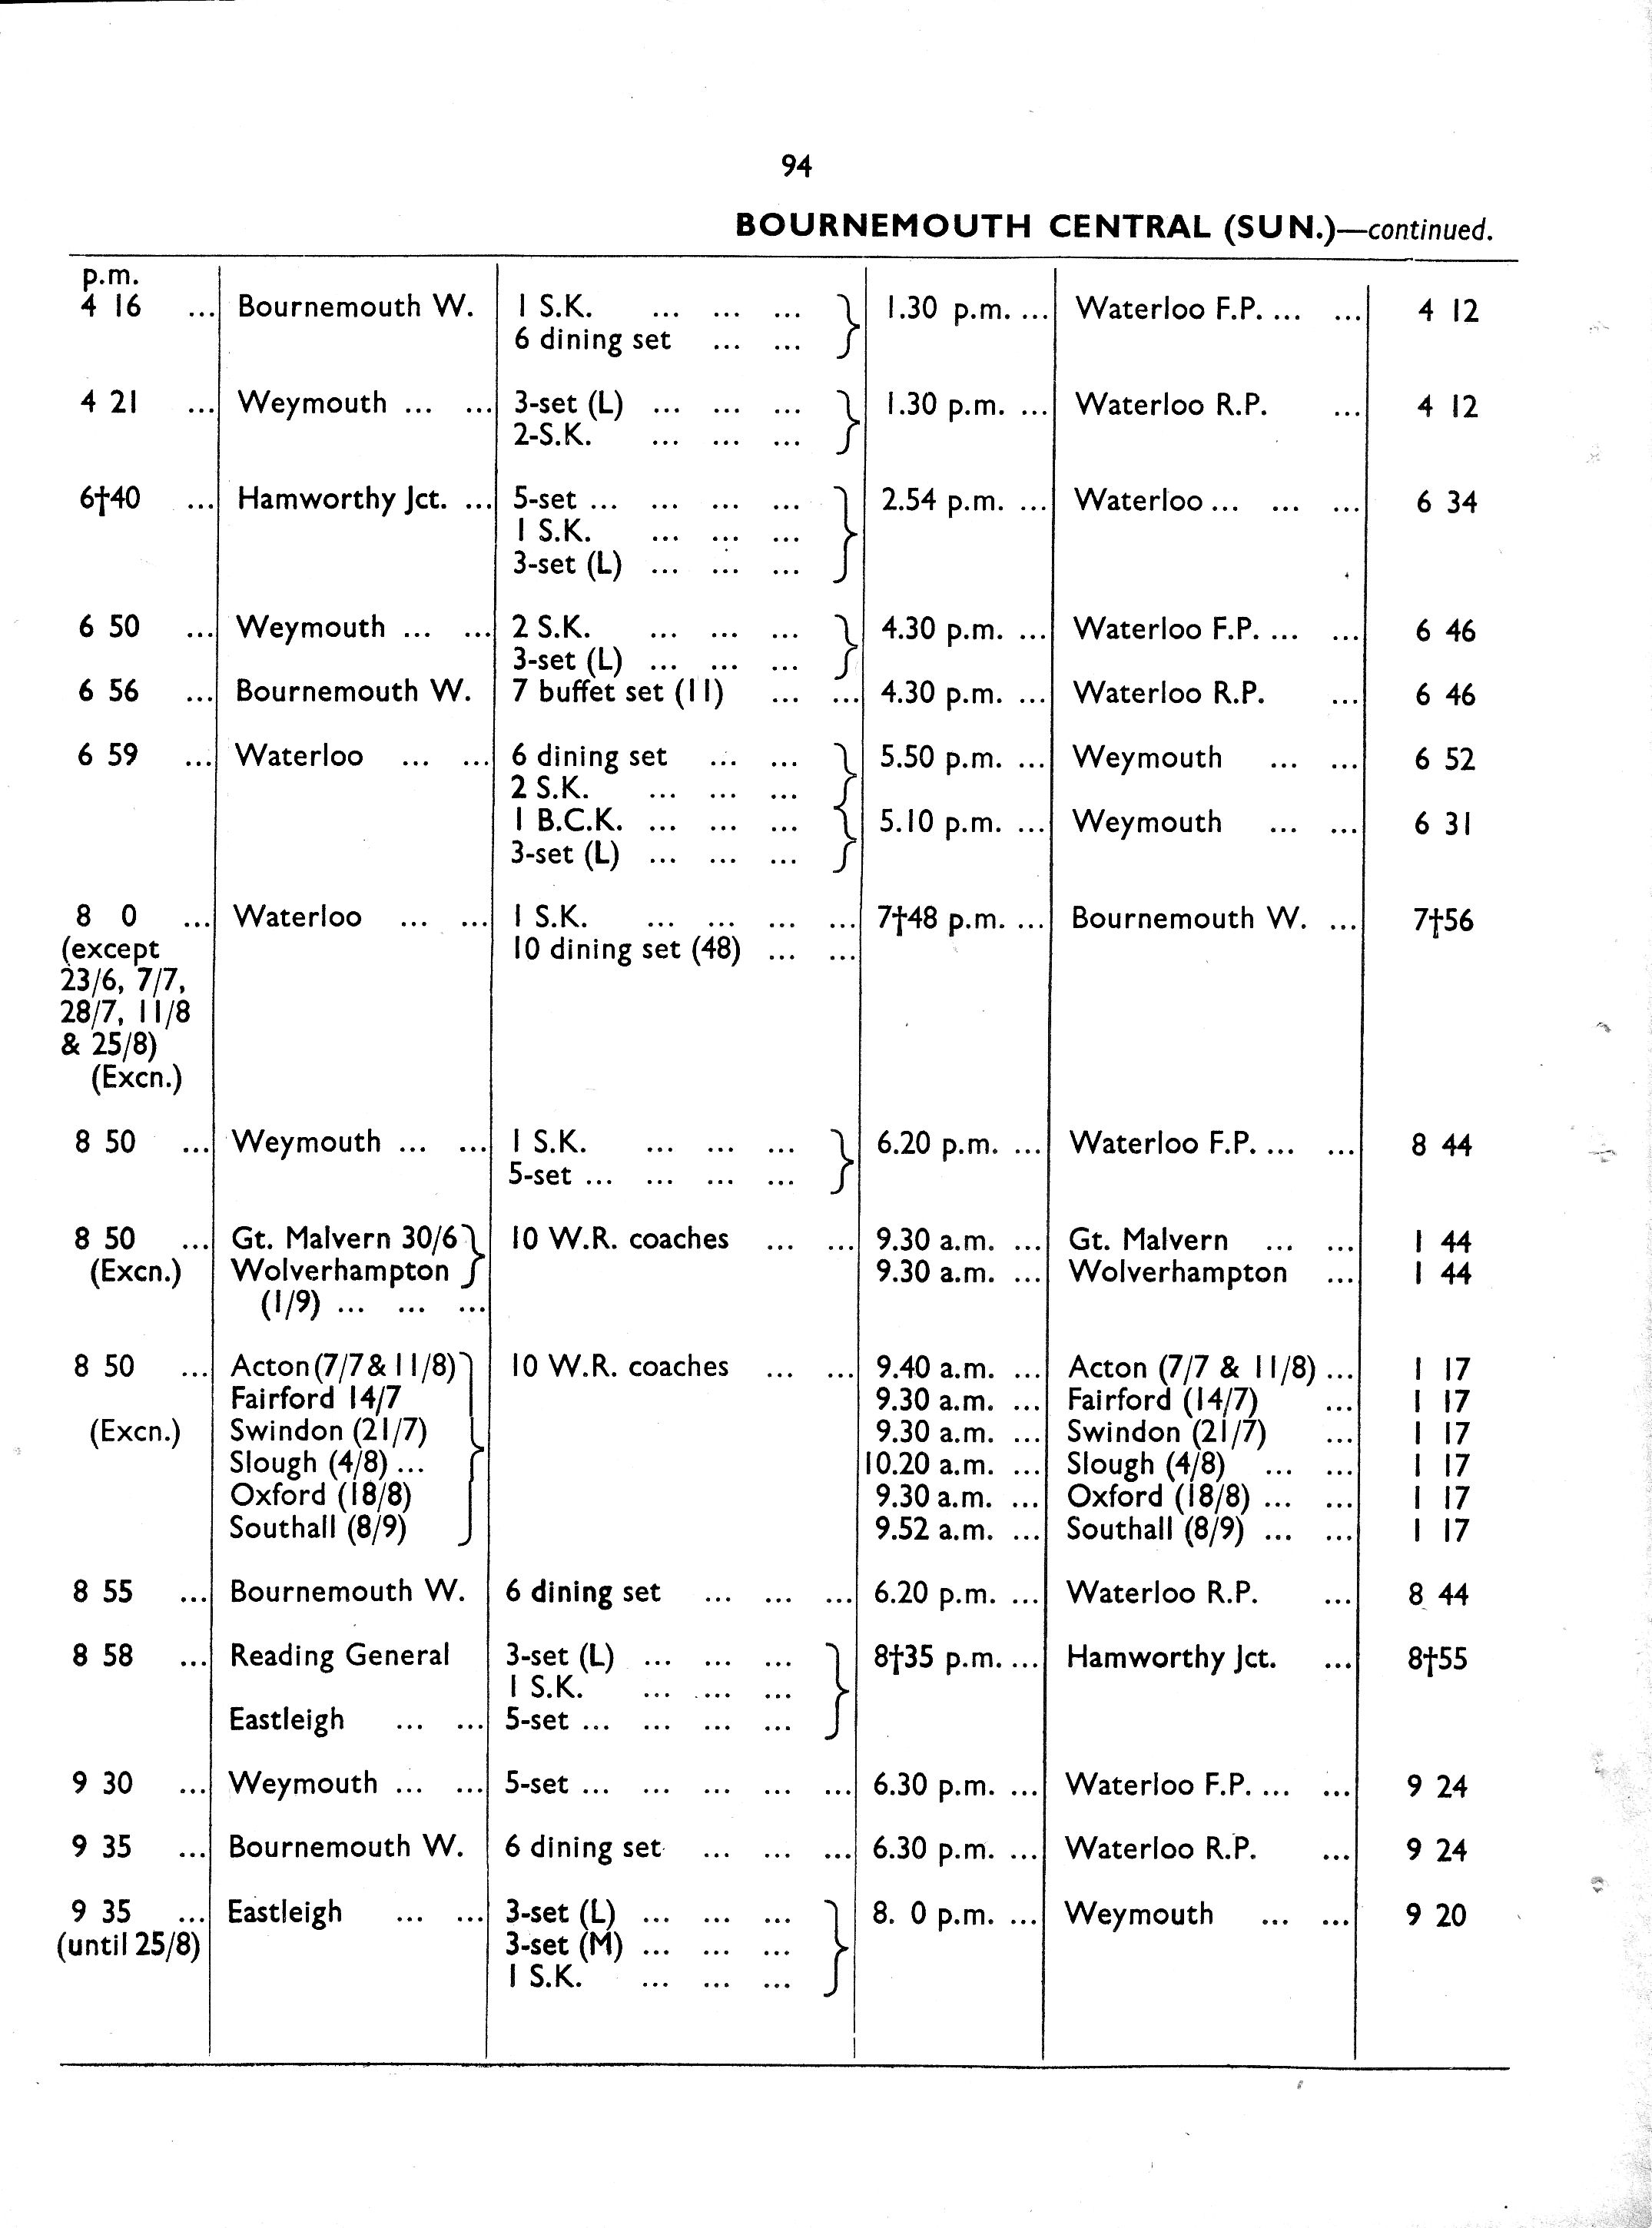 94
BOURNEMOUTH CENTRAL (SUN.)—continued.
p.m.
4 16 ... Bournemouth W. 1 S.K. ... ... ... 1.30 p.m. ... Waterloo F.P. ... ... 4 12
6 dining set ... ...
4 21 ... Weymouth ... ... 3-set (L) ... ... ... 1.30 p.m. ... Waterloo R.P. ... 4 12
2-S.K. ... ... ...
6†40 ... Hamworthy Jct. ... 5-set ... ... ... ... 2.54 p.m. ... Waterloo ... ... ... 6 34
1 S.K. ... ... ...
3-set (L) ... ... ...
6 50 ... Weymouth ... ... 2 S.K. ... ... ... 4.30 p.m. ... Waterloo F.P. ... ... 6 46
3-set (L) ... ... ...
6 56 ... Bournemouth W. 7 buffet set (11) ... ... 4.30 p.m. ... Waterloo R.P. ... 6 46
6 59 ... Waterloo ... ... 6 dining set ... ... 5.50 p.m. ... Weymouth ... ... 6 52
2 S.K. ... ... ...
1 B.C.K. ... ... ... 5.10 p.m. ... Weymouth ... ... 6 31
3-set (L) ... ... ...
8 0 ... Waterloo ... ... 1 S.K. ... ... ... ... 7†48 p.m. ... Bournemouth W. ... 7†56
(except 10 dining set (48) ... ...
23/6, 7/7,
28/7, 11/8
& 25/8)
(Excn.)
8 50 ... Weymouth ... ... 1 S.K. ... ... ... 6.20 p.m. ... Waterloo F.P. ... ... 8 44
5-set ... ... ... ...
8 50 ... Gt. Malvern 30/6 10 W.R. coaches ... ... 9.30 a.m. ... Gt. Malvern ... ... 1 44
(Excn.) Wolverhampton 9.30 a.m. ... Wolverhampton ... 1 44
(1/9) ... ... ...
8 50 ... Acton (7/7 & 11/8) 10 W.R. coaches ... ... 9.40 a.m. ... Acton (7/7 & 11/8) ... 1 17
Fairford 14/7 9.30 a.m. ... Fairford (14/7) ... 1 17
(Excn.) Swindon (21/7) 9.30 a.m. ... Swindon (21/7) ... 1 17
Slough (4/8) ... 10.20 a.m. ... Slough (4/8) ... ... 1 17
Oxford (18/8) 9.30 a.m. ... Oxford (18/8) ... ... 1 17
Southall (8/9) 9.52 a.m. ... Southall (8/9) ... ... 1 17
8 55 ... Bournemouth W. 6 dining set ... ... ... 6.20 p.m. ... Waterloo R.P. ... 8 44
8 58 ... Reading General 3-set (L) ... ... ... 8†35 p.m. ... Hamworthy Jct. ... 8†55
1 S.K. ... ... ...
Eastleigh ... ... 5-set ... ... ... ...
9 30 ... Weymouth ... ... 5-set ... ... ... ... ... 6.30 p.m. ... Waterloo F.P. ... ... 9 24
9 35 ... Bournemouth W. 6 dining set ... ... ... 6.30 p.m. ... Waterloo R.P. ... 9 24
9 35 ... Eastleigh ... ... 3-set (L) ... ... ... 8. 0 p.m. ... Weymouth ... ... 9 20
(until 25/8) 3-set (M) ... ... ...
1 S.K. ... ... ...